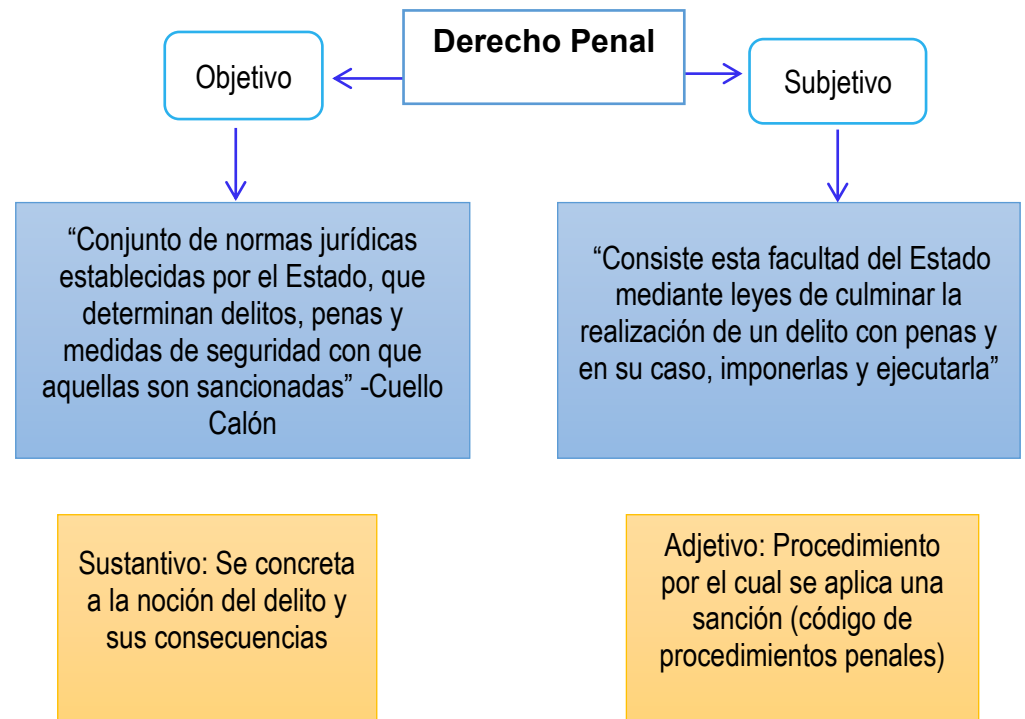 Derecho Penal
Objetivo
Subjetivo
“Conjunto de normas jurídicas
establecidas por el Estado, que
determinan delitos, penas y
medidas de seguridad con que
aquellas son sancionadas” -Cuello
Calón
“Consiste esta facultad del Estado
mediante leyes de culminar la
realización de un delito con penas y
en su caso, imponerlas y ejecutarla”
Sustantivo: Se concreta
a la noción del delito y
sus consecuencias
Adjetivo: Procedimiento
por el cual se aplica una
sanción (código de
procedimientos penales)